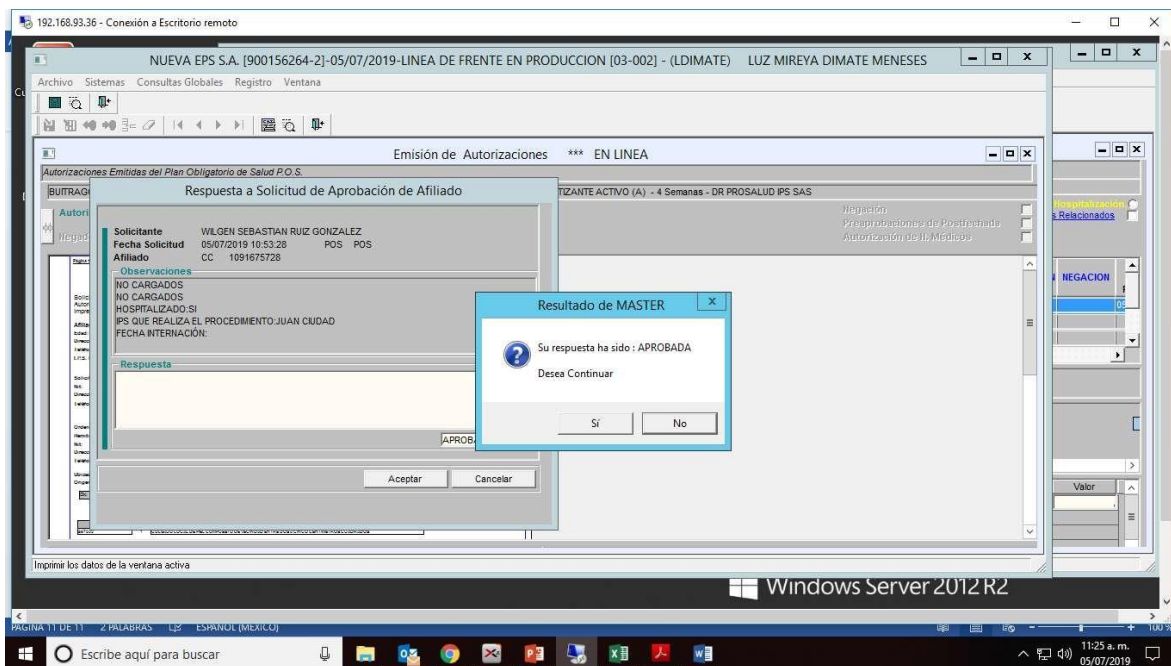 192.168.93.36 - Conexión a Escritorio remoto
NUEVA EPS S.A. [900156264-2]-05/07/2019-LINEA DE FRENTE EN PRODUCCION [03-002] - (LDIMATE) LUZ MIREYA DIMATE MENESES
Archivo Sistemas Consultas Globales Registro Ventana
Emisión de Autorizaciones *** EN LINEA
Autorizaciones Emitidas del Plan Obligatorio de Salud P.O.S.
BUITRAG
TIZANTE ACTIVO (A) - 4 Semanas - DR PROSALUD IPS SAS
Respuesta a Solicitud de Aprobación de Afiliado
Autori
Negación
Preaprobaciones de Postfechada
Autorización de H. Médicos
Hospitalización
s Relacionados
Solicitante WILGEN SEBASTIAN RUIZ GONZALEZ
Fecha Solicitud 05/07/2019 10:53:28 POS POS
Afiliado CC 1091675728
Observaciones
NO CARGADOS
NO CARGADOS
HOSPITALIZADO:SI
IPS QUE REALIZA EL PROCEDIMIENTO:JUAN CIUDAD
FECHA INTERNACIÓN:
N NEGACION
Respuesta
APROB
Aceptar Cancelar
Resultado de MASTER
Su respuesta ha sido : APROBADA
Desea Continuar
Sí No
Valor
Imprimir los datos de la ventana activa
Windows Server 2012 R2
PÁGINA 11 DE 11 2 PALABRAS ESPAÑOL (MÉXICO) 100 %
Escribe aquí para buscar
11:25 a. m.
05/07/2019